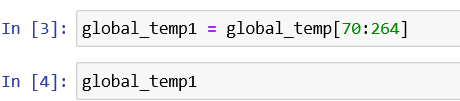 In [3]: global_temp1 = global_temp[70:264]
In [4]: global_temp1